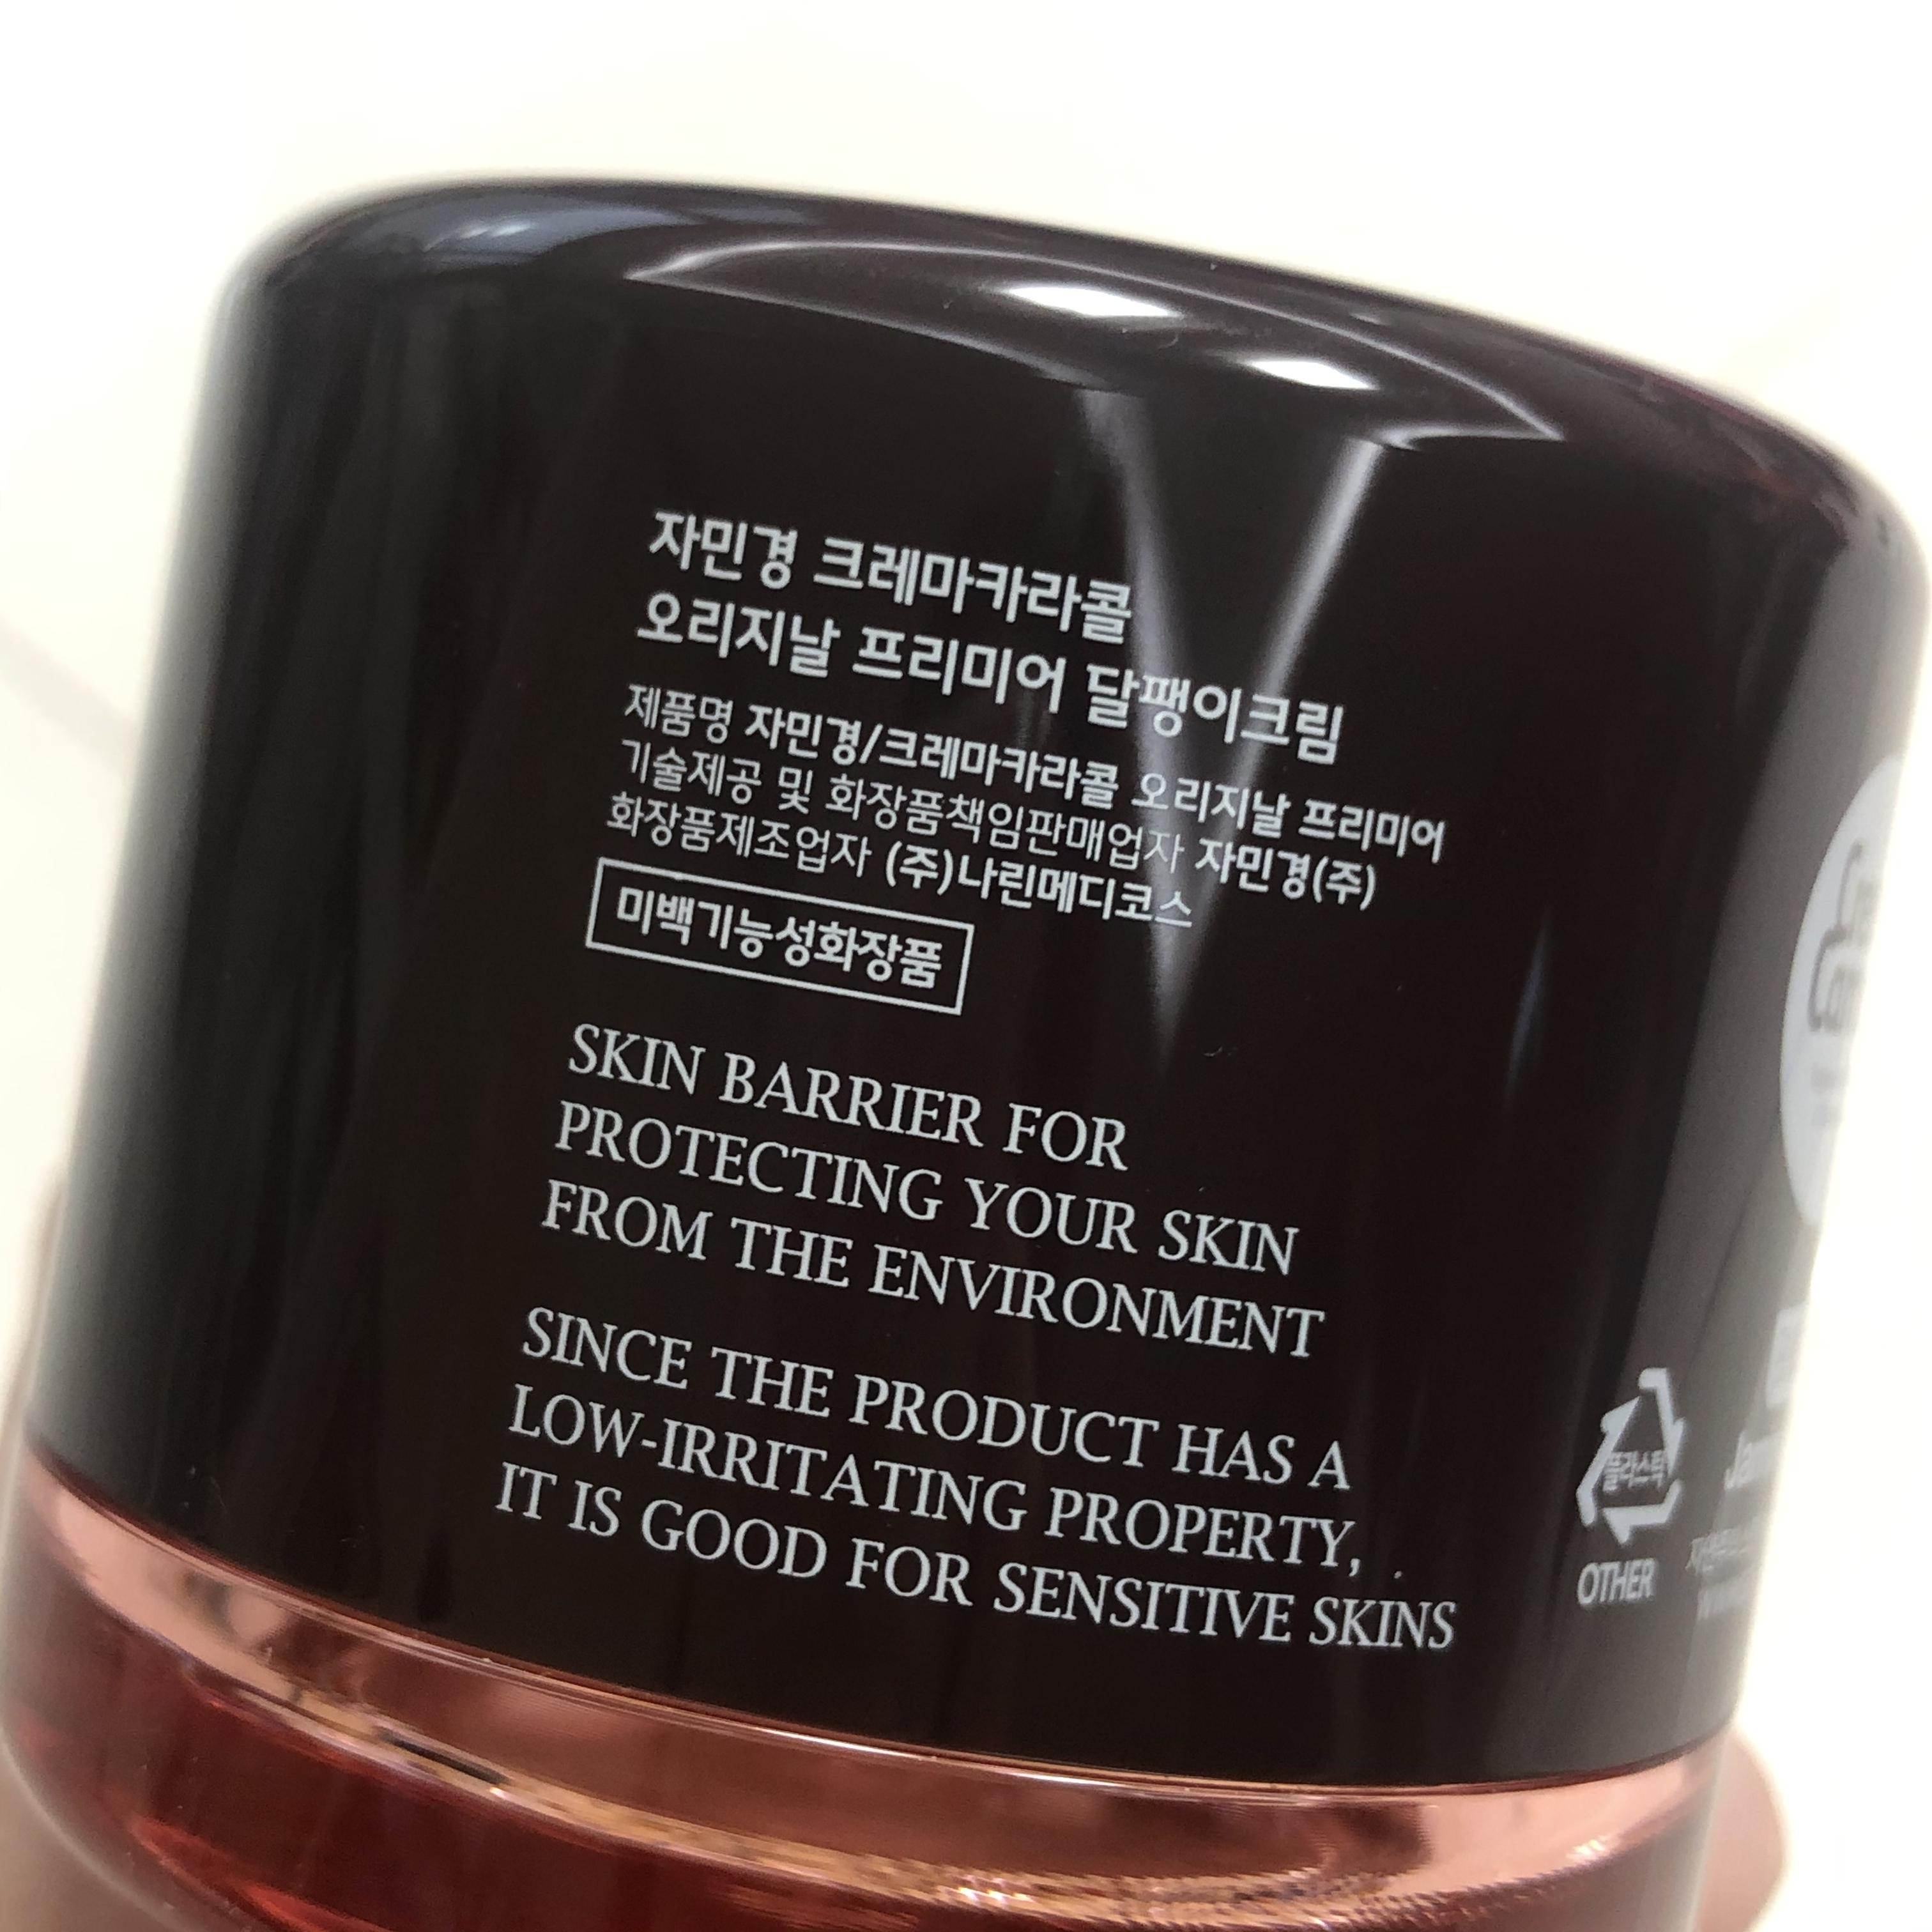 자민경 크레마카라콜
오리지날 프리미어 달팽이크림
제품명 자민경/크레마카라콜 오리지날 프리미어
기술제공 및 화장품책임판매업자 자민경(주)
화장품제조업자 (주)나린메디코스
미백기능성화장품
SKIN BARRIER FOR
PROTECTING YOUR SKIN
FROM THE ENVIRONMENT
SINCE THE PRODUCT HAS A
LOW-IRRITATING PROPERTY,
IT IS GOOD FOR SENSITIVE SKINS
플라스틱
OTHER